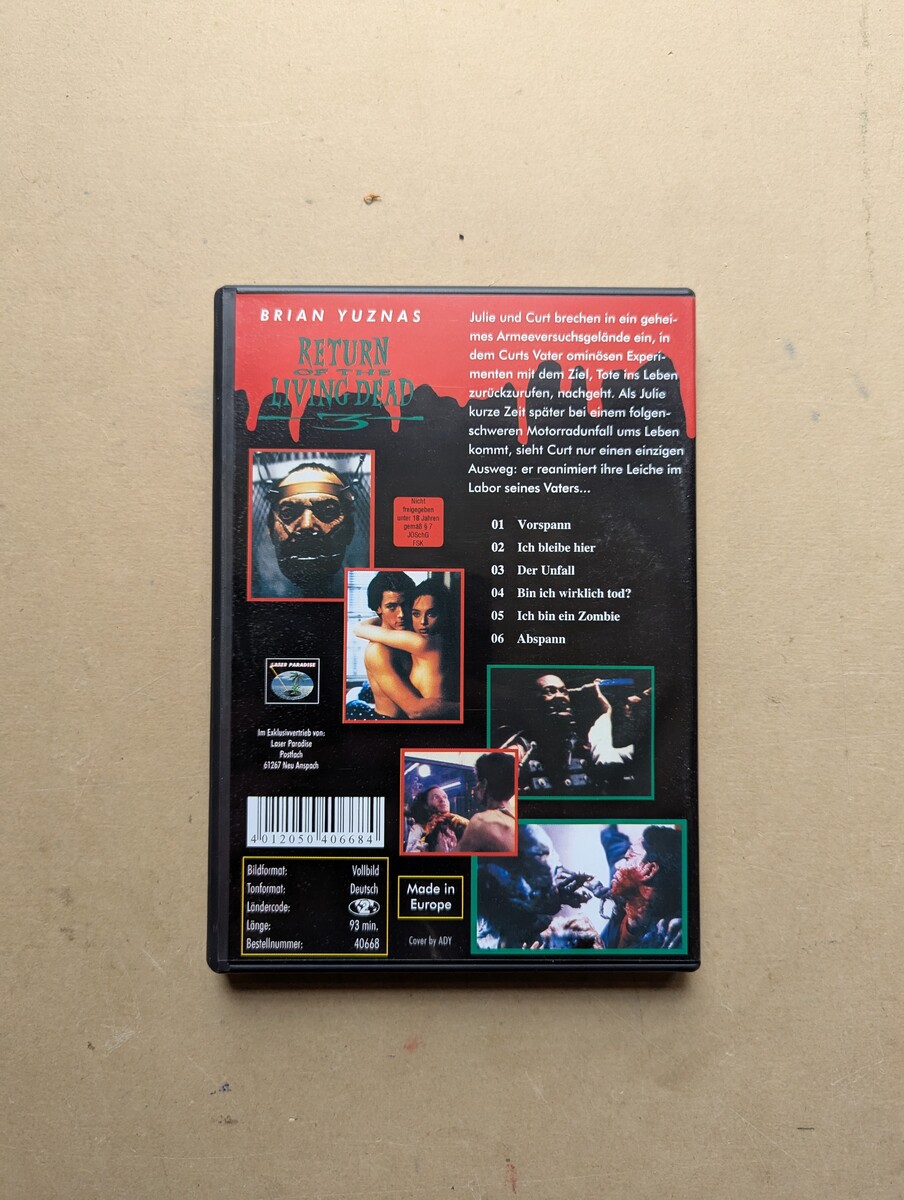 BRIAN YUZNAS
RETURN
OF THE
LIVING DEAD
3
Julie und Curt brechen in ein gehei-
mes Armeeversuchsgelände ein, in
dem Curts Vater ominösen Experi-
menten mit dem Ziel, Tote ins Leben
zurückzurufen, nachgeht. Als Julie
kurze Zeit später bei einem folgen-
schweren Motorradunfall ums Leben
kommt, sieht Curt nur einen einzigen
Ausweg: er reanimiert ihre Leiche im
Labor seines Vaters...
Nicht
freigegeben
unter 18 Jahren
gemäß § 7
JÖSchG
FSK
01 Vorspann
02 Ich bleibe hier
03 Der Unfall
04 Bin ich wirklich tod?
05 Ich bin ein Zombie
06 Abspann
LASER PARADISE
Im Exklusivvertrieb von:
Laser Paradise
Postfach
61267 Neu Anspach
4 012050 406684
Bildformat: Vollbild
Tonformat: Deutsch
Ländercode: 2
Länge: 93 min.
Bestellnummer: 40668
Made in
Europe
Cover by ADY